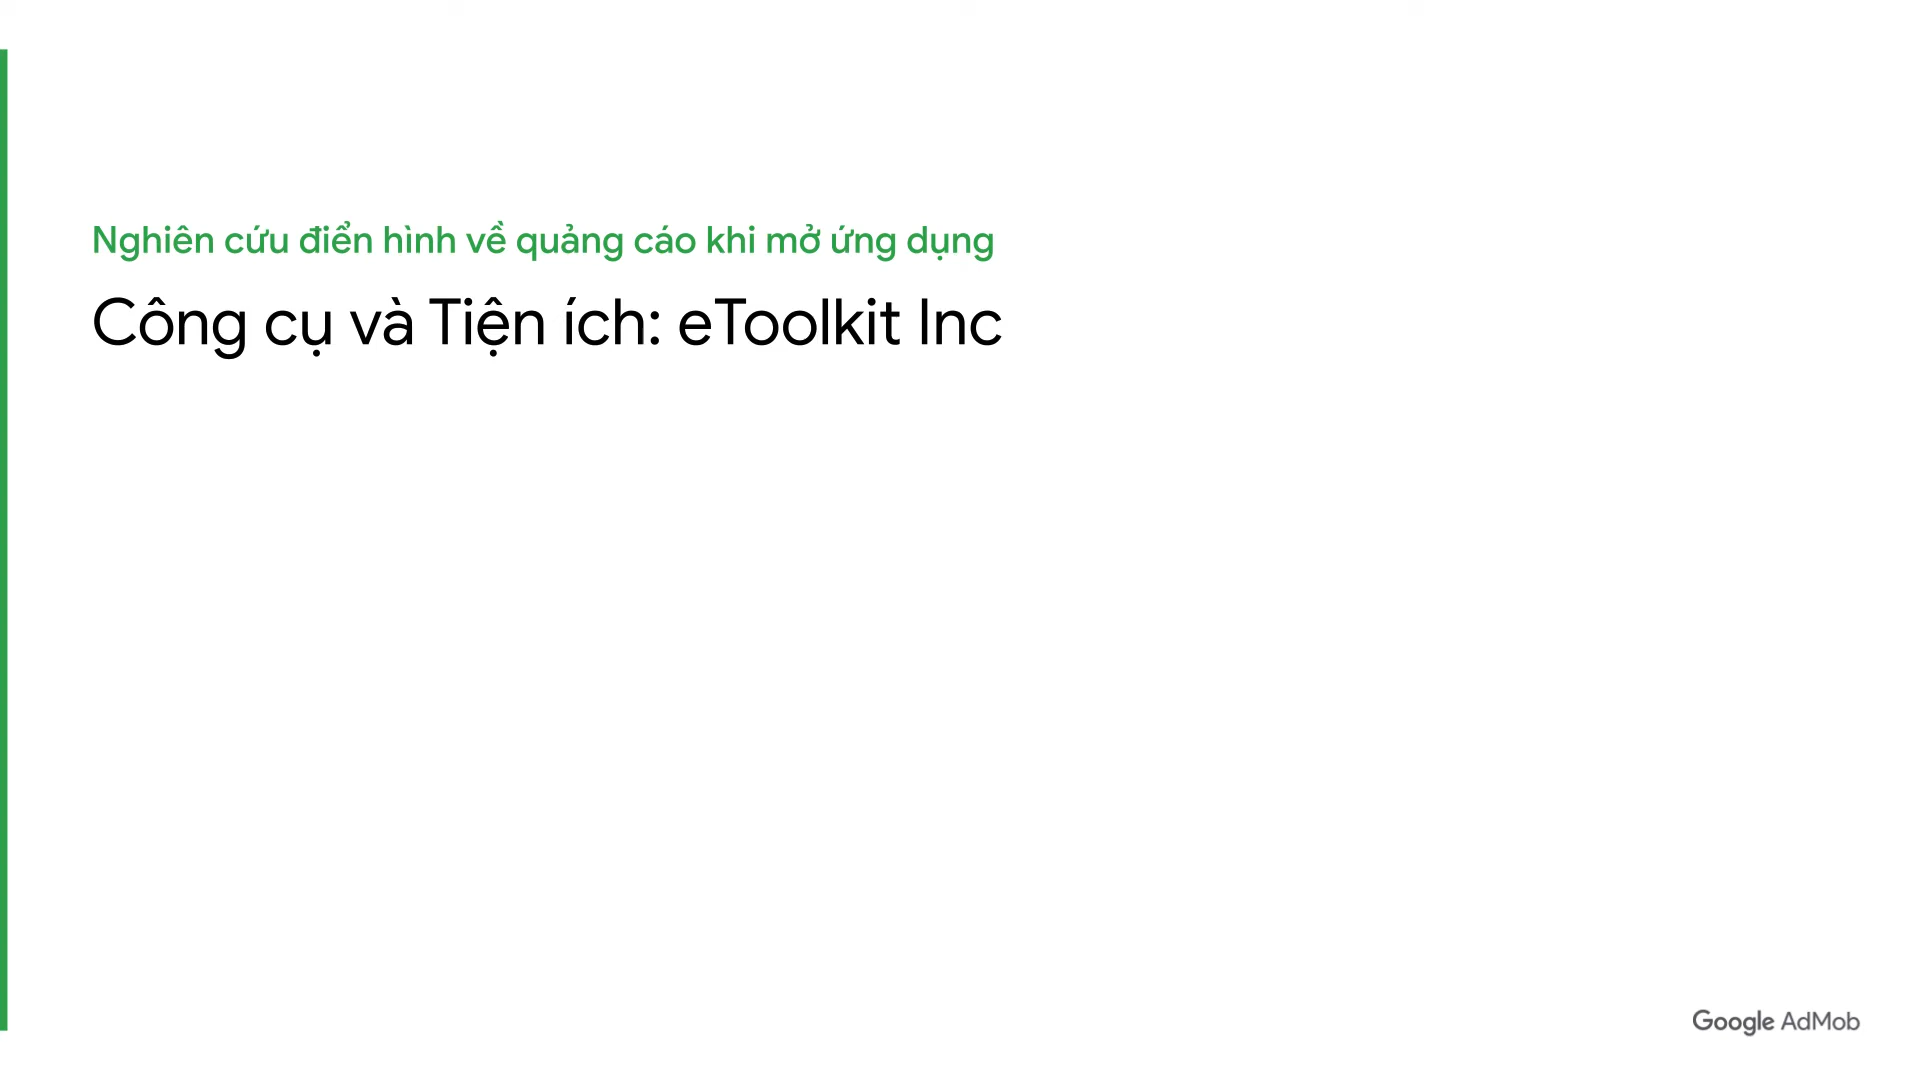 Nghiên cứu điển hình về quảng cáo khi mở ứng dụng
Công cụ và Tiện ích: eToolkit Inc
Google AdMob